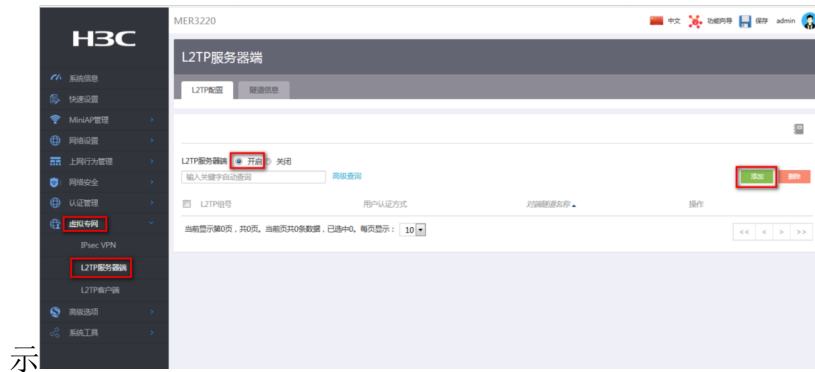 H3C
MER3220
中文
功能向导
保存
admin
L2TP服务器端
L2TP配置
隧道信息
系统信息
快速设置
MiniAP管理
网络设置
上网行为管理
网络安全
认证管理
虚拟专网
IPsec VPN
L2TP服务器端
L2TP客户端
高级选项
系统工具
L2TP服务器端 开启 关闭
输入关键字自动查询
高级查询
添加
删除
L2TP组号
用户认证方式
对端隧道名称
操作
当前显示第0页，共0页。当前页共0条数据，已选中0。每页显示： 10
<< < > >>
示